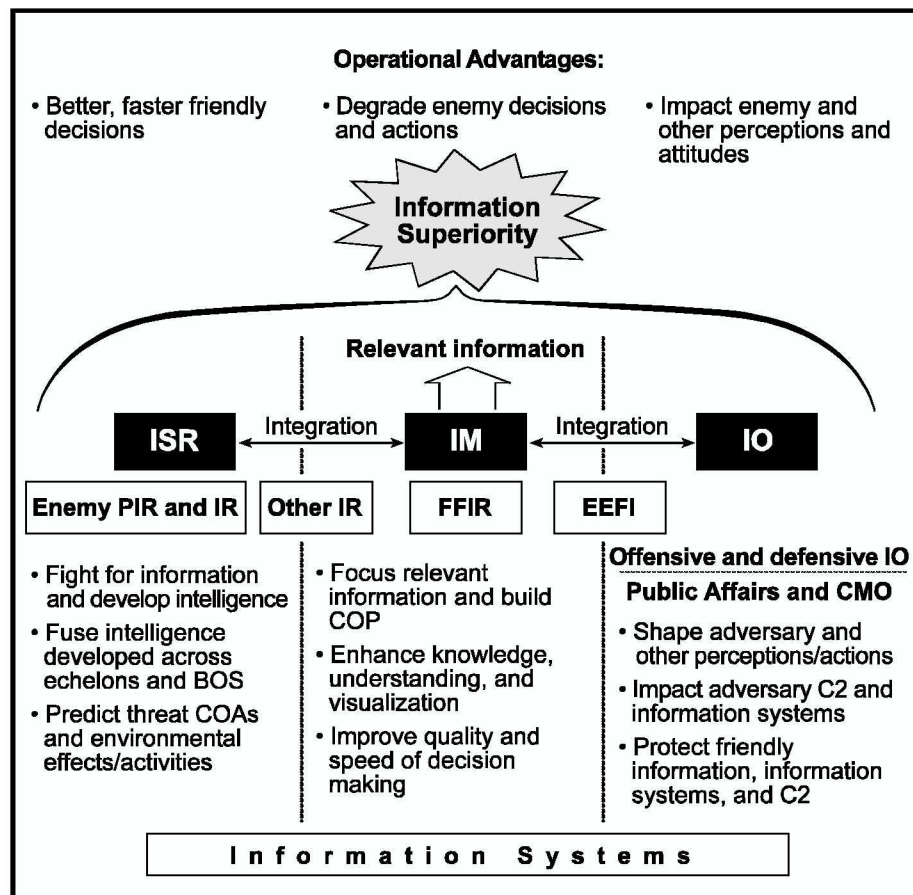 Operational Advantages:
• Better, faster friendly
decisions
• Degrade enemy decisions
and actions
• Impact enemy and
other perceptions and
attitudes
Information
Superiority
Relevant information
ISR
Integration
IM
Integration
IO
Enemy PIR and IR
Other IR
FFIR
EEFI
• Fight for information
and develop intelligence
• Fuse intelligence
developed across
echelons and BOS
• Predict threat COAs
and environmental
effects/activities
• Focus relevant
information and build
COP
• Enhance knowledge,
understanding, and
visualization
• Improve quality and
speed of decision
making
Offensive and defensive IO
Public Affairs and CMO
• Shape adversary and
other perceptions/actions
• Impact adversary C2 and
information systems
• Protect friendly
information, information
systems, and C2
Information Systems